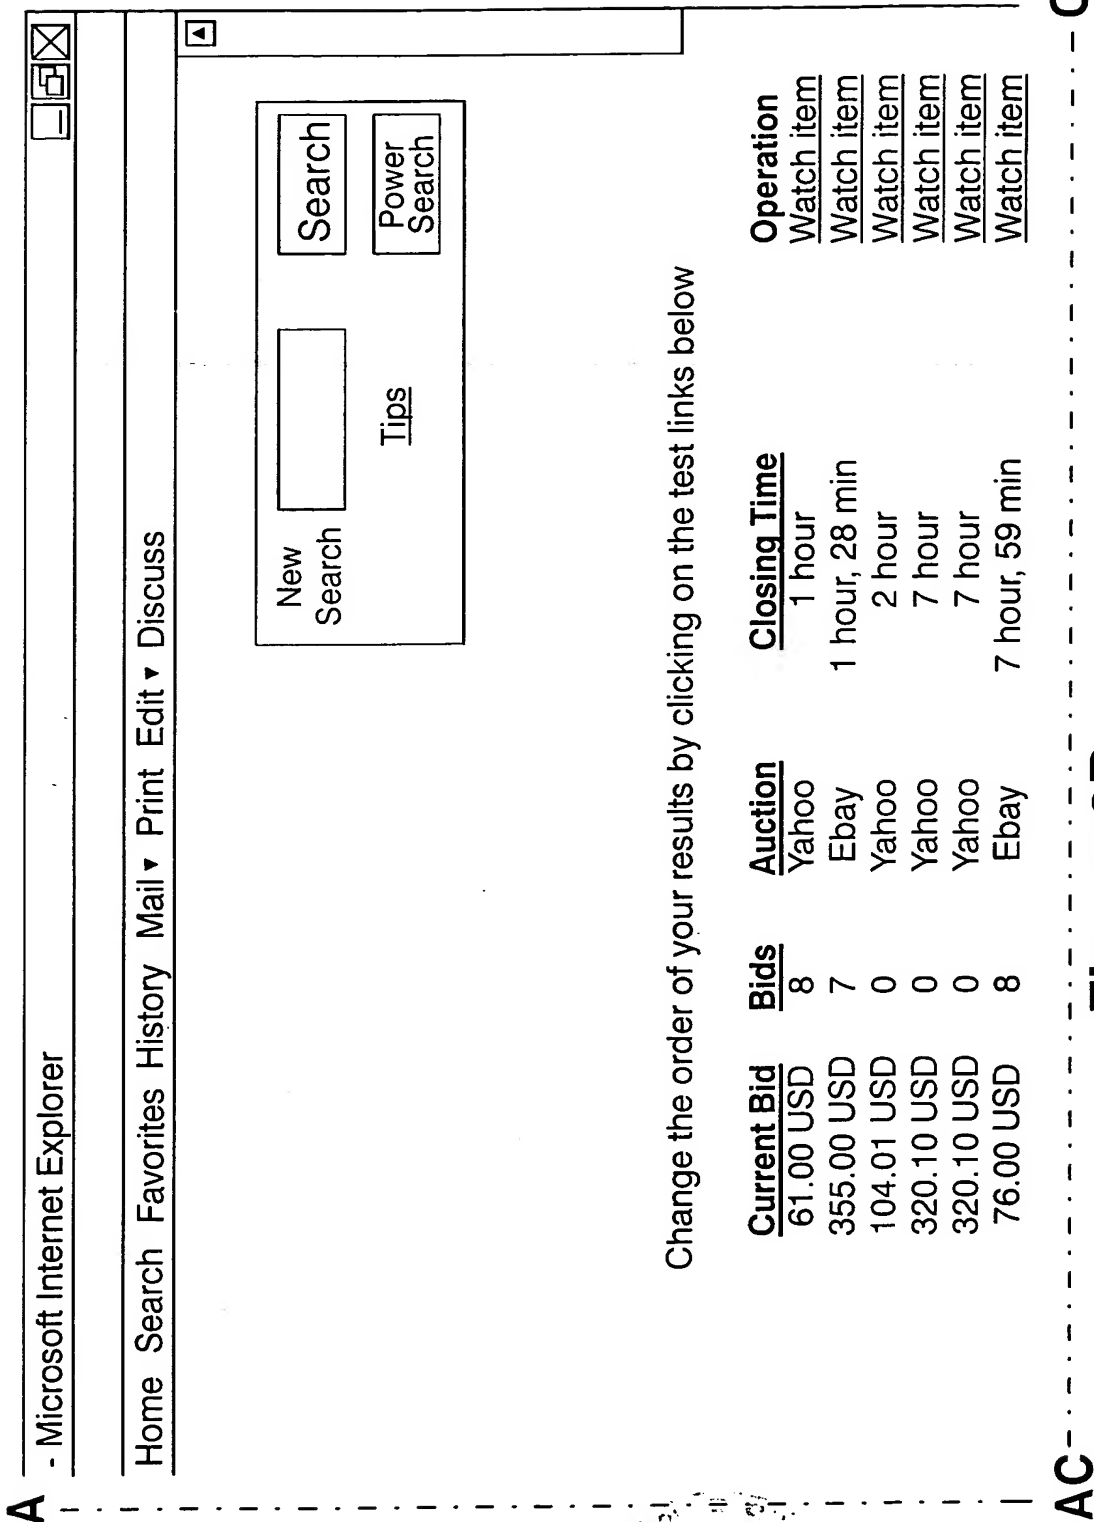 A
- Microsoft Internet Explorer
Home Search Favorites History Mail ▾ Print Edit ▾ Discuss
New Search
Search
Tips
Power Search
Change the order of your results by clicking on the test links below
Current Bid Bids Auction Closing Time Operation
61.00 USD 8 Yahoo 1 hour Watch item
355.00 USD 7 Ebay 1 hour, 28 min Watch item
104.01 USD 0 Yahoo 2 hour Watch item
320.10 USD 0 Yahoo 7 hour Watch item
320.10 USD 0 Yahoo 7 hour Watch item
76.00 USD 8 Ebay 7 hour, 59 min Watch item
AC